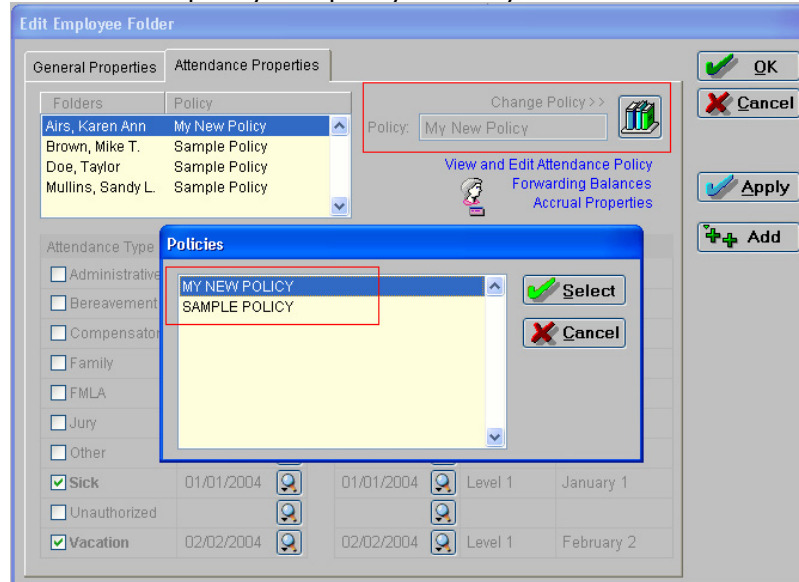 Edit Employee Folder
General Properties Attendance Properties
OK
Cancel
Apply
Add
Folders Policy
Airs, Karen Ann My New Policy
Brown, Mike T. Sample Policy
Doe, Taylor Sample Policy
Mullins, Sandy L. Sample Policy
Change Policy >>
Policy: My New Policy
View and Edit Attendance Policy
Forwarding Balances
Accrual Properties
Attendance Type
Administrative
Bereavement
Compensator
Family
FMLA
Jury
Other
Policies
MY NEW POLICY
SAMPLE POLICY
Select
Cancel
Sick 01/01/2004 01/01/2004 Level 1 January 1
Unauthorized
Vacation 02/02/2004 02/02/2004 Level 1 February 2